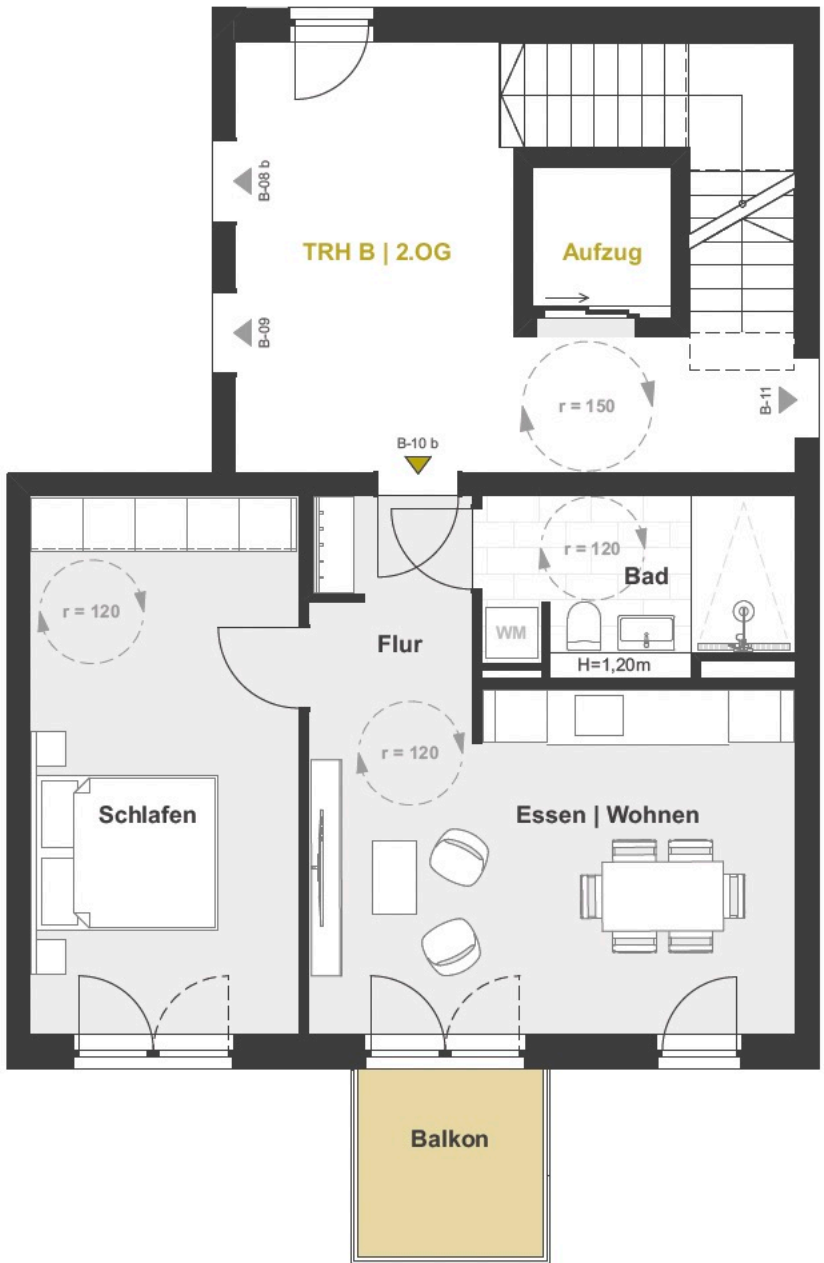 B-08 b
TRH B | 2.OG
Aufzug
B-09
r = 150
B-11
B-10 b
r = 120
Bad
r = 120
WM
Flur
H=1,20m
r = 120
Schlafen
Essen | Wohnen
Balkon